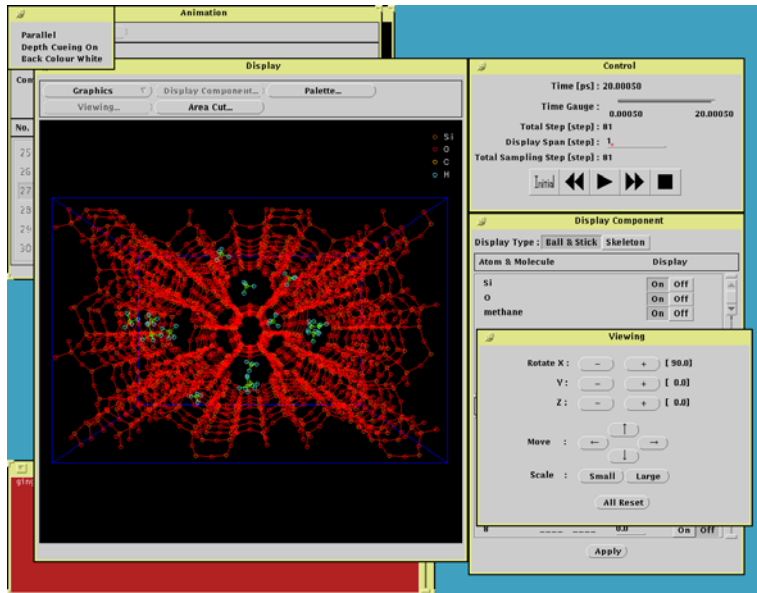 Animation
Parallel
Depth Cueing On
Back Colour White
Com
No.
25
26
27
28
29
30
Display
Graphics
Display Component...
Palette...
Viewing...
Area Cut...
Si
O
C
H
Control
Time [ps] : 20.00050
Time Gauge :
0.00050 20.00050
Total Step [step] : 81
Display Span [step] : 1
Total Sampling Step [step] : 81
Initial
Display Component
Display Type : Ball & Stick Skeleton
Atom & Molecule Display
Si On Off
O On Off
methane On Off
Viewing
Rotate X : - + [ 90.0]
Y : - + [ 0.0]
Z : - + [ 0.0]
Move : ↑ ← → ↓
Scale : Small Large
All Reset
H ---- ---- 0.0 On Off
Apply
ging